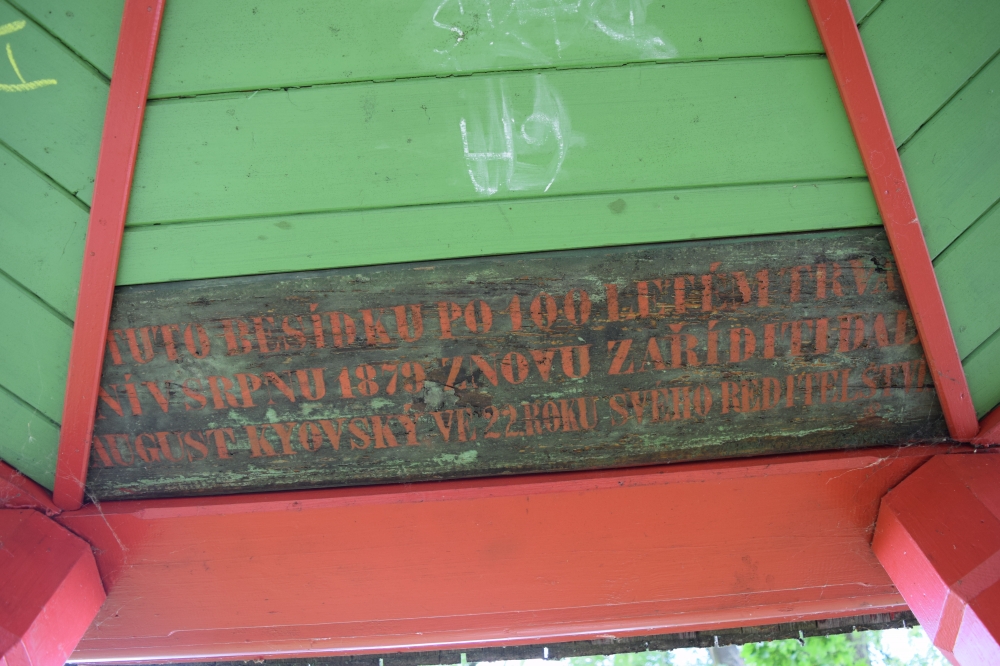 49
TUTO BESÍDKU PO 100 LETÉM TRVÁ
NÍ V SRPNU 1879 ZNOVU ZAŘÍDITI DAL
AUGUST KYOVSKÝ VE 22. ROKU SVÉHO ŘEDITELSTVÍ